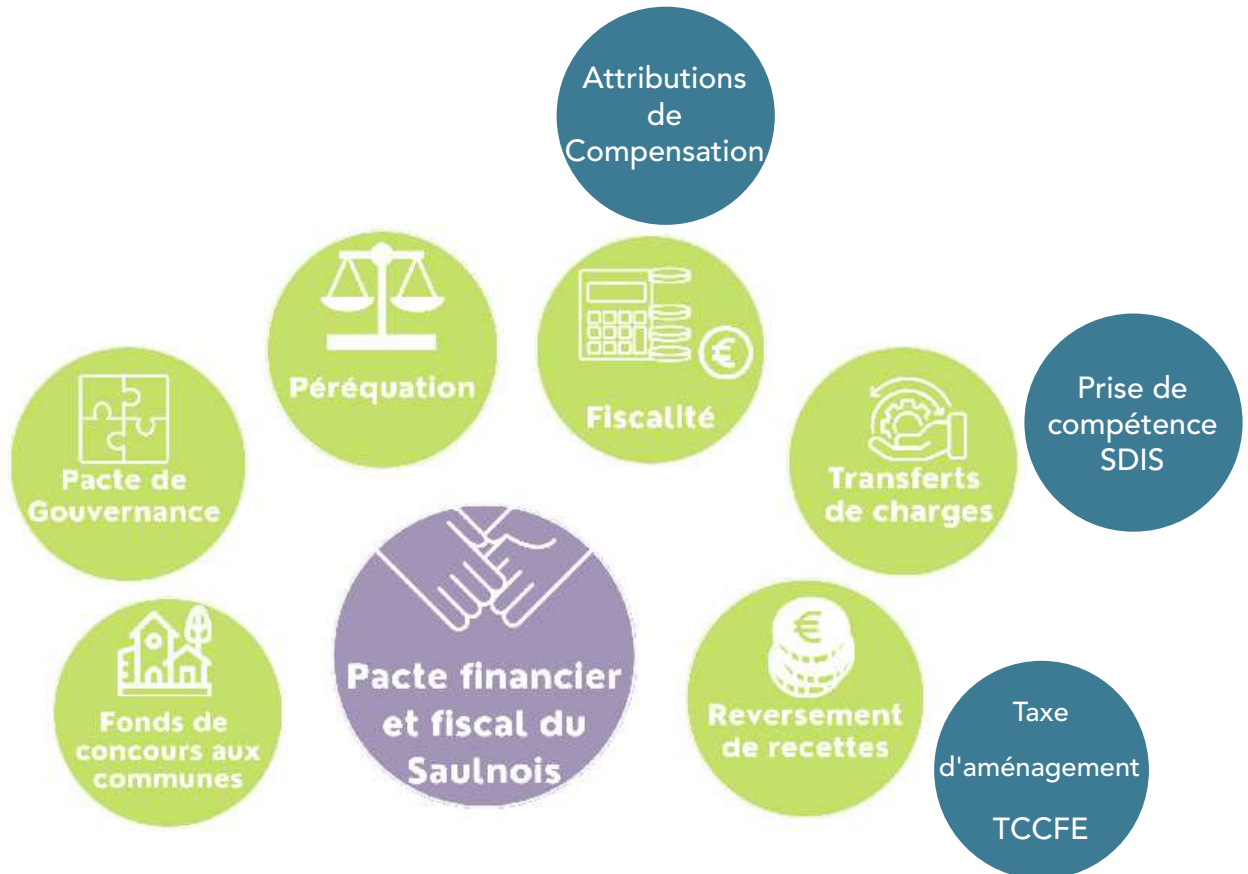 Attributions
de
Compensation
Péréquation
€
Fiscalité
Prise de
compétence
SDIS
Pacte de
Gouvernance
Transferts
de charges
Fonds de
concours aux
communes
Pacte financier
et fiscal du
Saulnois
€
Reversement
de recettes
Taxe
d'aménagement
TCCFE